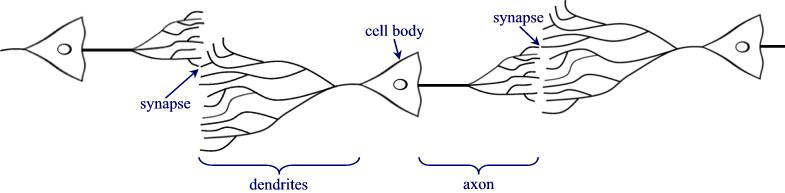 synapse
cell body
synapse
dendrites
axon